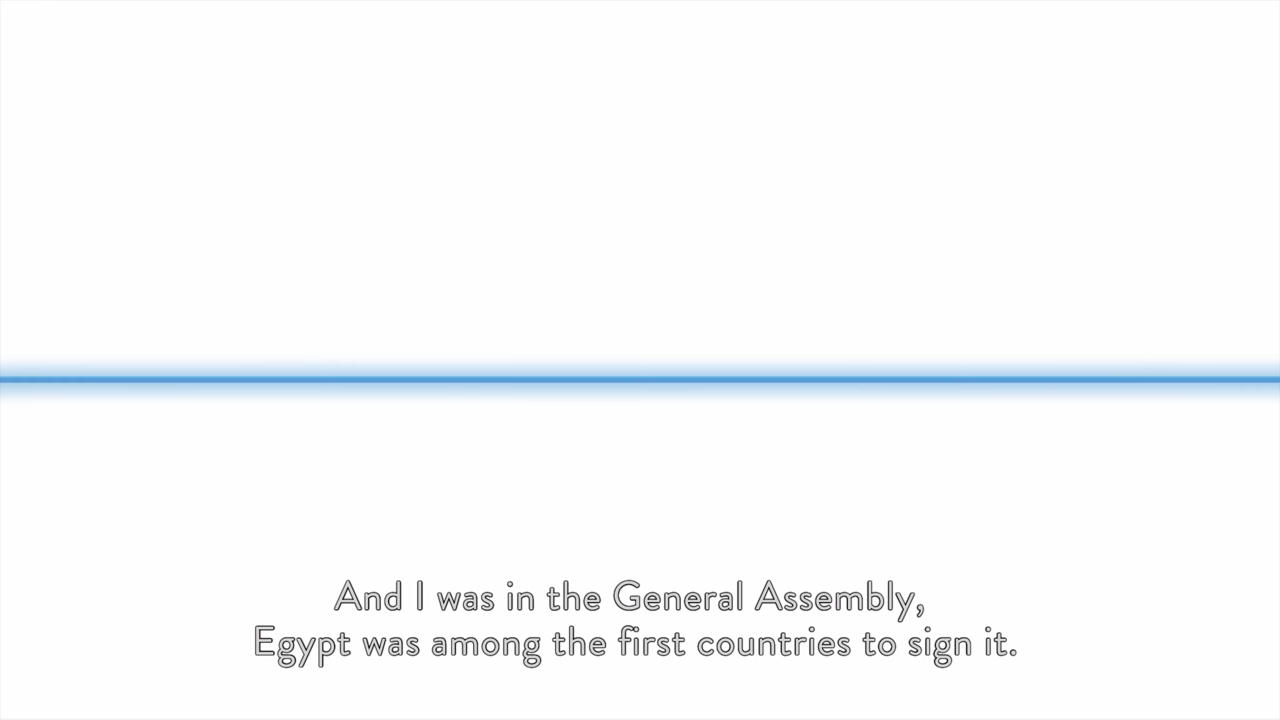 And I was in the General Assembly,
Egypt was among the first countries to sign it.